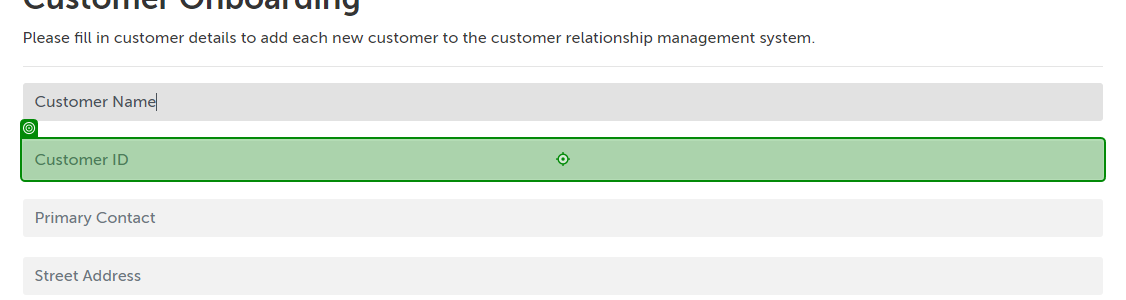 Customer Onboarding
Please fill in customer details to add each new customer to the customer relationship management system.
Customer Name
Customer ID
Primary Contact
Street Address